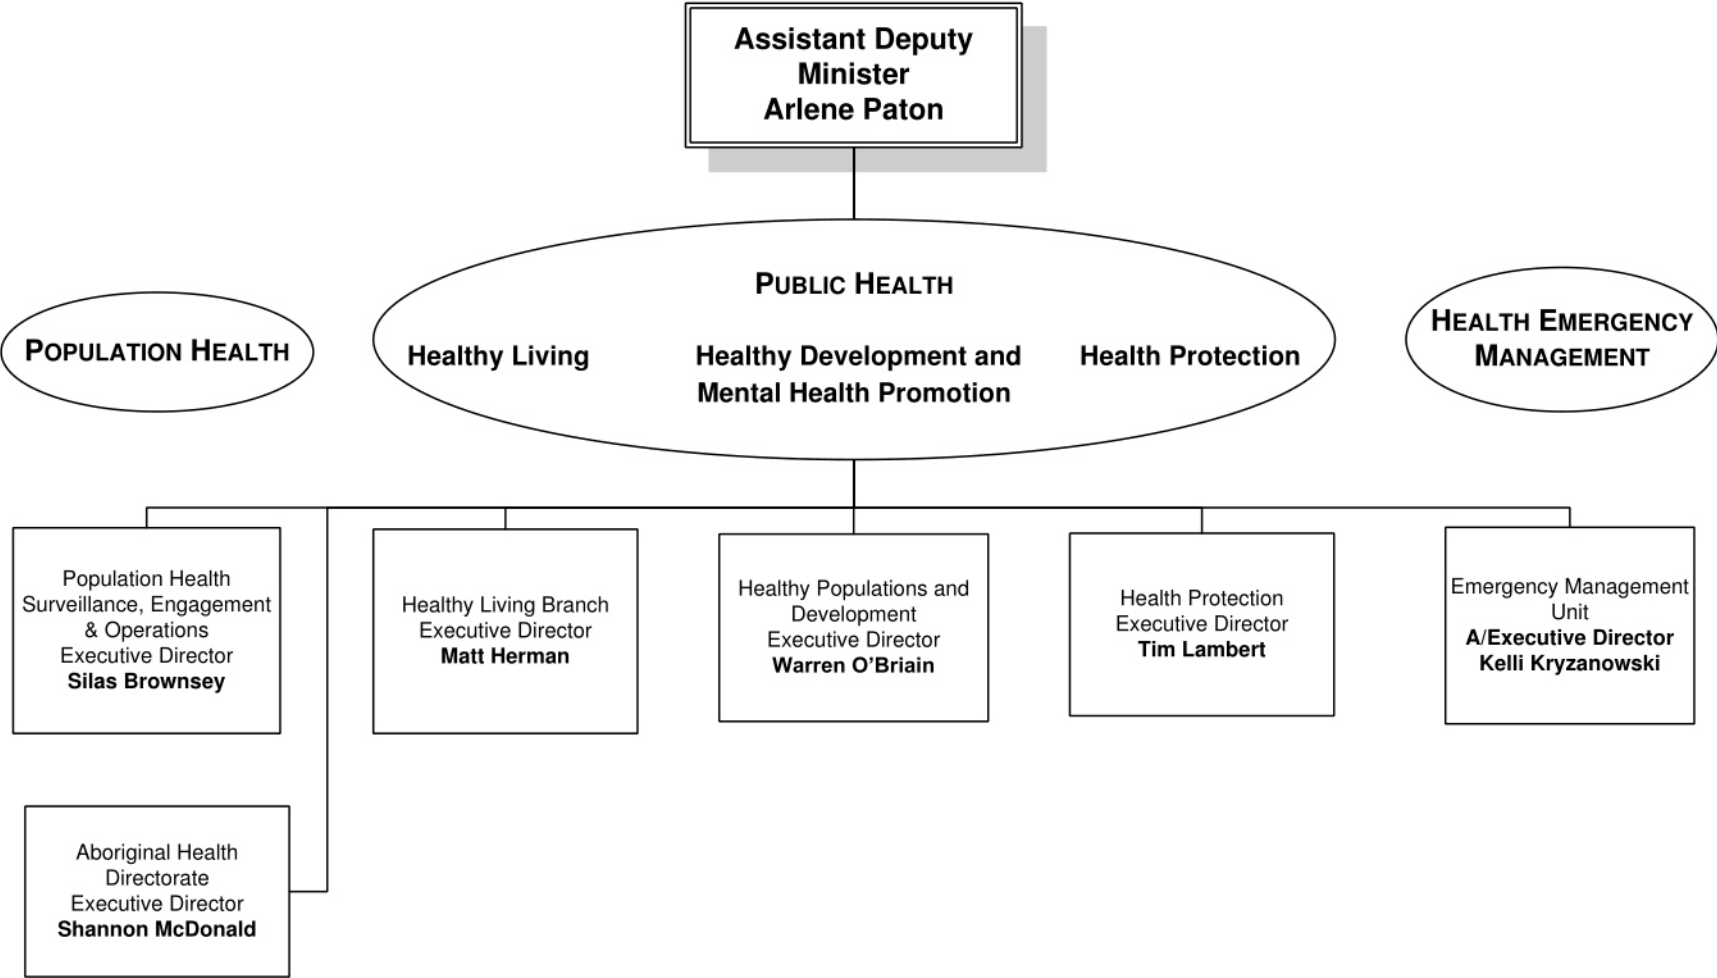 Assistant Deputy
Minister
Arlene Paton
PUBLIC HEALTH
POPULATION HEALTH
Healthy Living
Healthy Development and
Mental Health Promotion
Health Protection
HEALTH EMERGENCY
MANAGEMENT
Population Health
Surveillance, Engagement
& Operations
Executive Director
Silas Brownsey
Healthy Living Branch
Executive Director
Matt Herman
Healthy Populations and
Development
Executive Director
Warren O’Briain
Health Protection
Executive Director
Tim Lambert
Emergency Management
Unit
A/Executive Director
Kelli Kryzanowski
Aboriginal Health
Directorate
Executive Director
Shannon McDonald